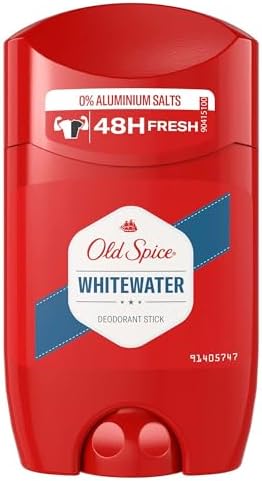 0% ALUMINIUM SALTS
48H FRESH
90415100
Old Spice
WHITEWATER
DEODORANT STICK
91405747